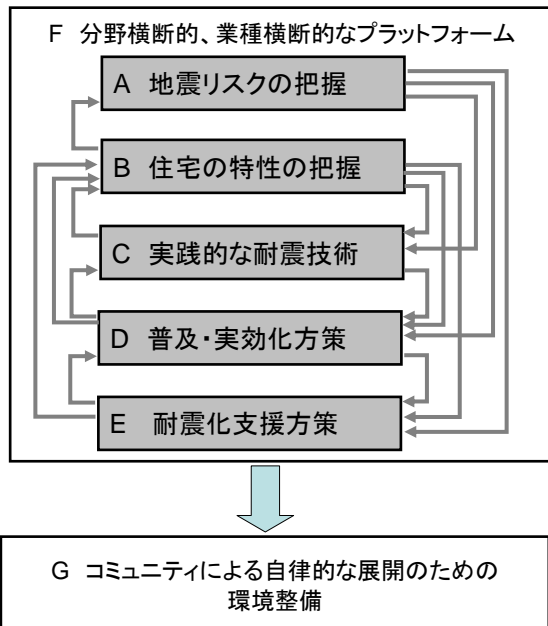 F 分野横断的、業種横断的なプラットフォーム
A 地震リスクの把握
B 住宅の特性の把握
C 実践的な耐震技術
D 普及・実効化方策
E 耐震化支援方策
G コミュニティによる自律的な展開のための
環境整備